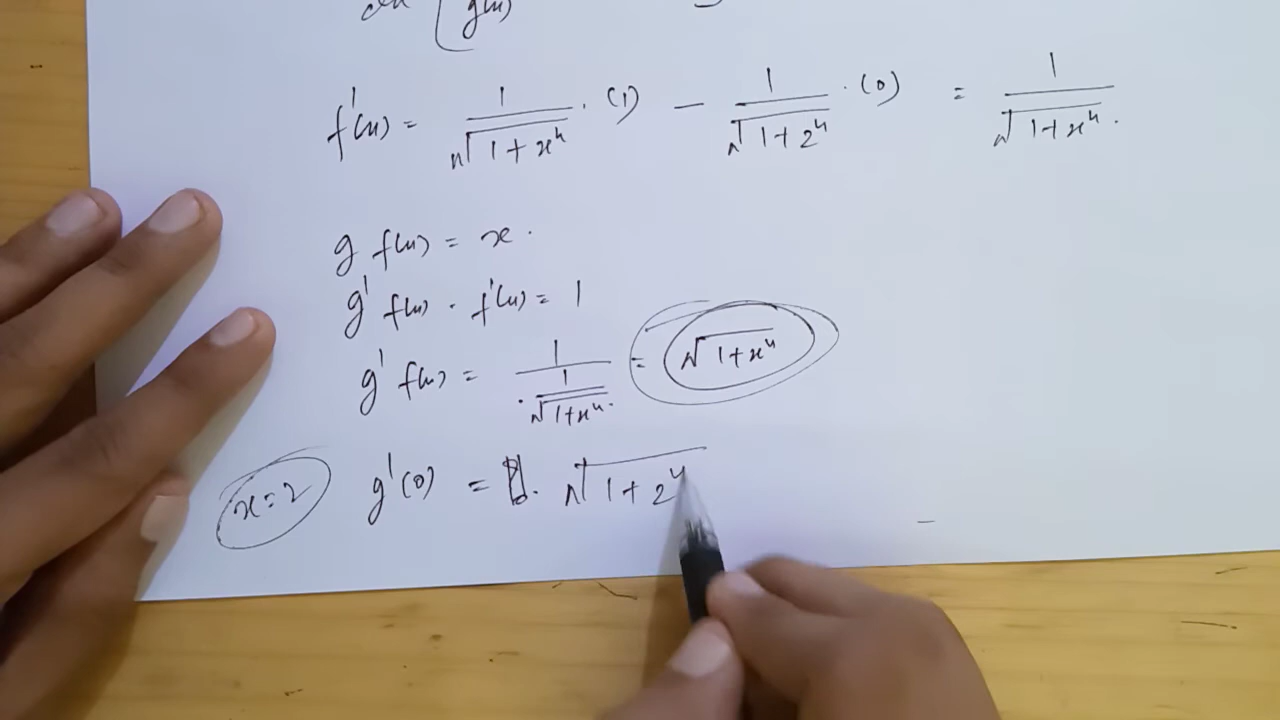 g(x)
f'(x) = 1/√(1+x⁴) · (1) − 1/√(1+2⁴) · (0) = 1/√(1+x⁴).
g f(x) = x.
g' f(x) · f'(x) = 1
g' f(x) = 1/(1/√(1+x⁴)) = √(1+x⁴)
x=2 g'(0) = √(1+2⁴)